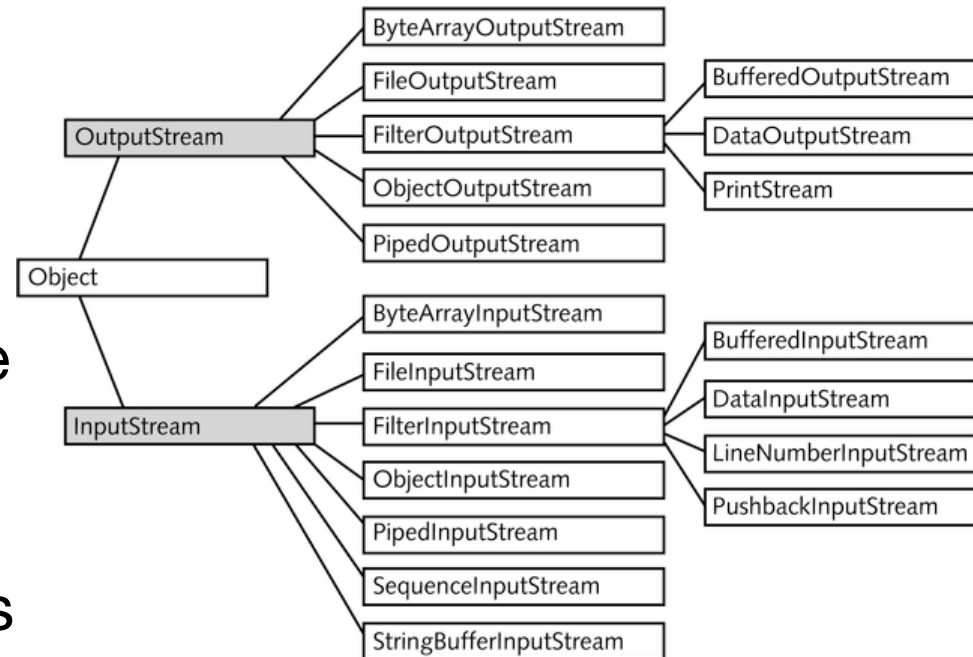 ByteArrayOutputStream
FileOutputStream
BufferedOutputStream
OutputStream
FilterOutputStream
DataOutputStream
ObjectOutputStream
PrintStream
PipedOutputStream
Object
ByteArrayInputStream
BufferedInputStream
e
FileInputStream
DataInputStream
InputStream
FilterInputStream
LineNumberInputStream
ObjectInputStream
PushbackInputStream
PipedInputStream
SequenceInputStream
s
StringBufferInputStream